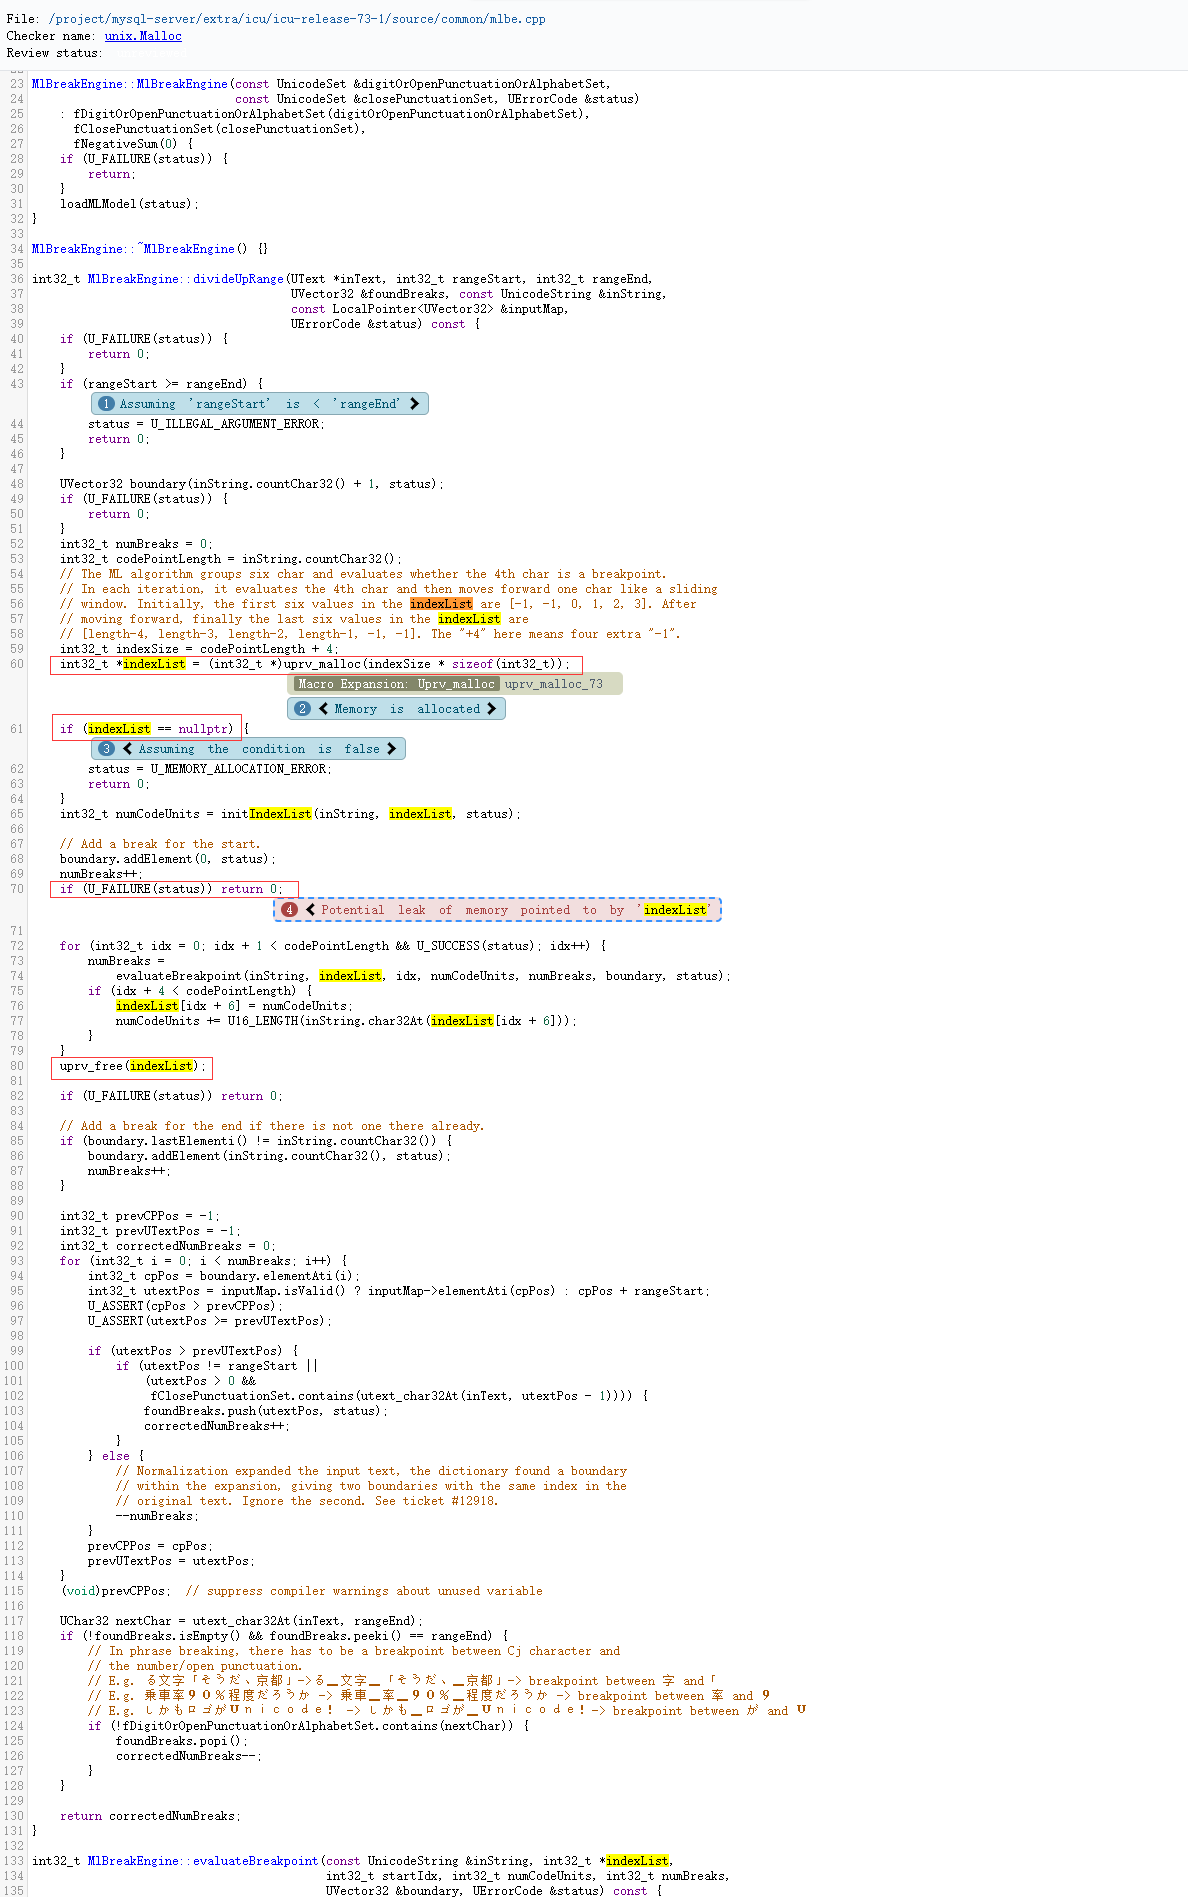 File: /project/mysql-server/extra/icu/icu-release-73-1/source/common/mlbe.cpp
Checker name: unix.Malloc
Review status:
23 MlBreakEngine::MlBreakEngine(const UnicodeSet &digitOrOpenPunctuationOrAlphabetSet,
24 const UnicodeSet &closePunctuationSet, UErrorCode &status)
25 : fDigitOrOpenPunctuationOrAlphabetSet(digitOrOpenPunctuationOrAlphabetSet),
26 fClosePunctuationSet(closePunctuationSet),
27 fNegativeSum(0) {
28 if (U_FAILURE(status)) {
29 return;
30 }
31 loadMLModel(status);
32 }
33
34 MlBreakEngine::~MlBreakEngine() {}
35
36 int32_t MlBreakEngine::divideUpRange(UText *inText, int32_t rangeStart, int32_t rangeEnd,
37 UVector32 &foundBreaks, const UnicodeString &inString,
38 const LocalPointer<UVector32> &inputMap,
39 UErrorCode &status) const {
40 if (U_FAILURE(status)) {
41 return 0;
42 }
43 if (rangeStart >= rangeEnd) {
1 Assuming 'rangeStart' is < 'rangeEnd' ❯
44 status = U_ILLEGAL_ARGUMENT_ERROR;
45 return 0;
46 }
47
48 UVector32 boundary(inString.countChar32() + 1, status);
49 if (U_FAILURE(status)) {
50 return 0;
51 }
52 int32_t numBreaks = 0;
53 int32_t codePointLength = inString.countChar32();
54 // The ML algorithm groups six char and evaluates whether the 4th char is a breakpoint.
55 // In each iteration, it evaluates the 4th char and then moves forward one char like a sliding
56 // window. Initially, the first six values in the indexList are [-1, -1, 0, 1, 2, 3]. After
57 // moving forward, finally the last six values in the indexList are
58 // [length-4, length-3, length-2, length-1, -1, -1]. The "+4" here means four extra "-1".
59 int32_t indexSize = codePointLength + 4;
60 int32_t *indexList = (int32_t *)uprv_malloc(indexSize * sizeof(int32_t));
Macro Expansion: Uprv_malloc uprv_malloc_73
2 ❮ Memory is allocated ❯
61 if (indexList == nullptr) {
3 ❮ Assuming the condition is false ❯
62 status = U_MEMORY_ALLOCATION_ERROR;
63 return 0;
64 }
65 int32_t numCodeUnits = initIndexList(inString, indexList, status);
66
67 // Add a break for the start.
68 boundary.addElement(0, status);
69 numBreaks++;
70 if (U_FAILURE(status)) return 0;
4 ❮ Potential leak of memory pointed to by 'indexList'
71
72 for (int32_t idx = 0; idx + 1 < codePointLength && U_SUCCESS(status); idx++) {
73 numBreaks =
74 evaluateBreakpoint(inString, indexList, idx, numCodeUnits, numBreaks, boundary, status);
75 if (idx + 4 < codePointLength) {
76 indexList[idx + 6] = numCodeUnits;
77 numCodeUnits += U16_LENGTH(inString.char32At(indexList[idx + 6]));
78 }
79 }
80 uprv_free(indexList);
81
82 if (U_FAILURE(status)) return 0;
83
84 // Add a break for the end if there is not one there already.
85 if (boundary.lastElementi() != inString.countChar32()) {
86 boundary.addElement(inString.countChar32(), status);
87 numBreaks++;
88 }
89
90 int32_t prevCPPos = -1;
91 int32_t prevUTextPos = -1;
92 int32_t correctedNumBreaks = 0;
93 for (int32_t i = 0; i < numBreaks; i++) {
94 int32_t cpPos = boundary.elementAti(i);
95 int32_t utextPos = inputMap.isValid() ? inputMap->elementAti(cpPos) : cpPos + rangeStart;
96 U_ASSERT(cpPos > prevCPPos);
97 U_ASSERT(utextPos >= prevUTextPos);
98
99 if (utextPos > prevUTextPos) {
100 if (utextPos != rangeStart ||
101 (utextPos > 0 &&
102 fClosePunctuationSet.contains(utext_char32At(inText, utextPos - 1)))) {
103 foundBreaks.push(utextPos, status);
104 correctedNumBreaks++;
105 }
106 } else {
107 // Normalization expanded the input text, the dictionary found a boundary
108 // within the expansion, giving two boundaries with the same index in the
109 // original text. Ignore the second. See ticket #12918.
110 --numBreaks;
111 }
112 prevCPPos = cpPos;
113 prevUTextPos = utextPos;
114 }
115 (void)prevCPPos; // suppress compiler warnings about unused variable
116
117 UChar32 nextChar = utext_char32At(inText, rangeEnd);
118 if (!foundBreaks.isEmpty() && foundBreaks.peeki() == rangeEnd) {
119 // In phrase breaking, there has to be a breakpoint between Cj character and
120 // the number/open punctuation.
121 // E.g. る文字「そうだ、京都」->る▁文字▁「そうだ、▁京都」-> breakpoint between 字 and「
122 // E.g. 乗車率９０％程度だろうか -> 乗車▁率▁９０％▁程度だろうか -> breakpoint between 率 and ９
123 // E.g. しかもロゴがＵｎｉｃｏｄｅ！ -> しかも▁ロゴが▁Ｕｎｉｃｏｄｅ！-> breakpoint between が and Ｕ
124 if (!fDigitOrOpenPunctuationOrAlphabetSet.contains(nextChar)) {
125 foundBreaks.popi();
126 correctedNumBreaks--;
127 }
128 }
129
130 return correctedNumBreaks;
131 }
132
133 int32_t MlBreakEngine::evaluateBreakpoint(const UnicodeString &inString, int32_t *indexList,
134 int32_t startIdx, int32_t numCodeUnits, int32_t numBreaks,
135 UVector32 &boundary, UErrorCode &status) const {